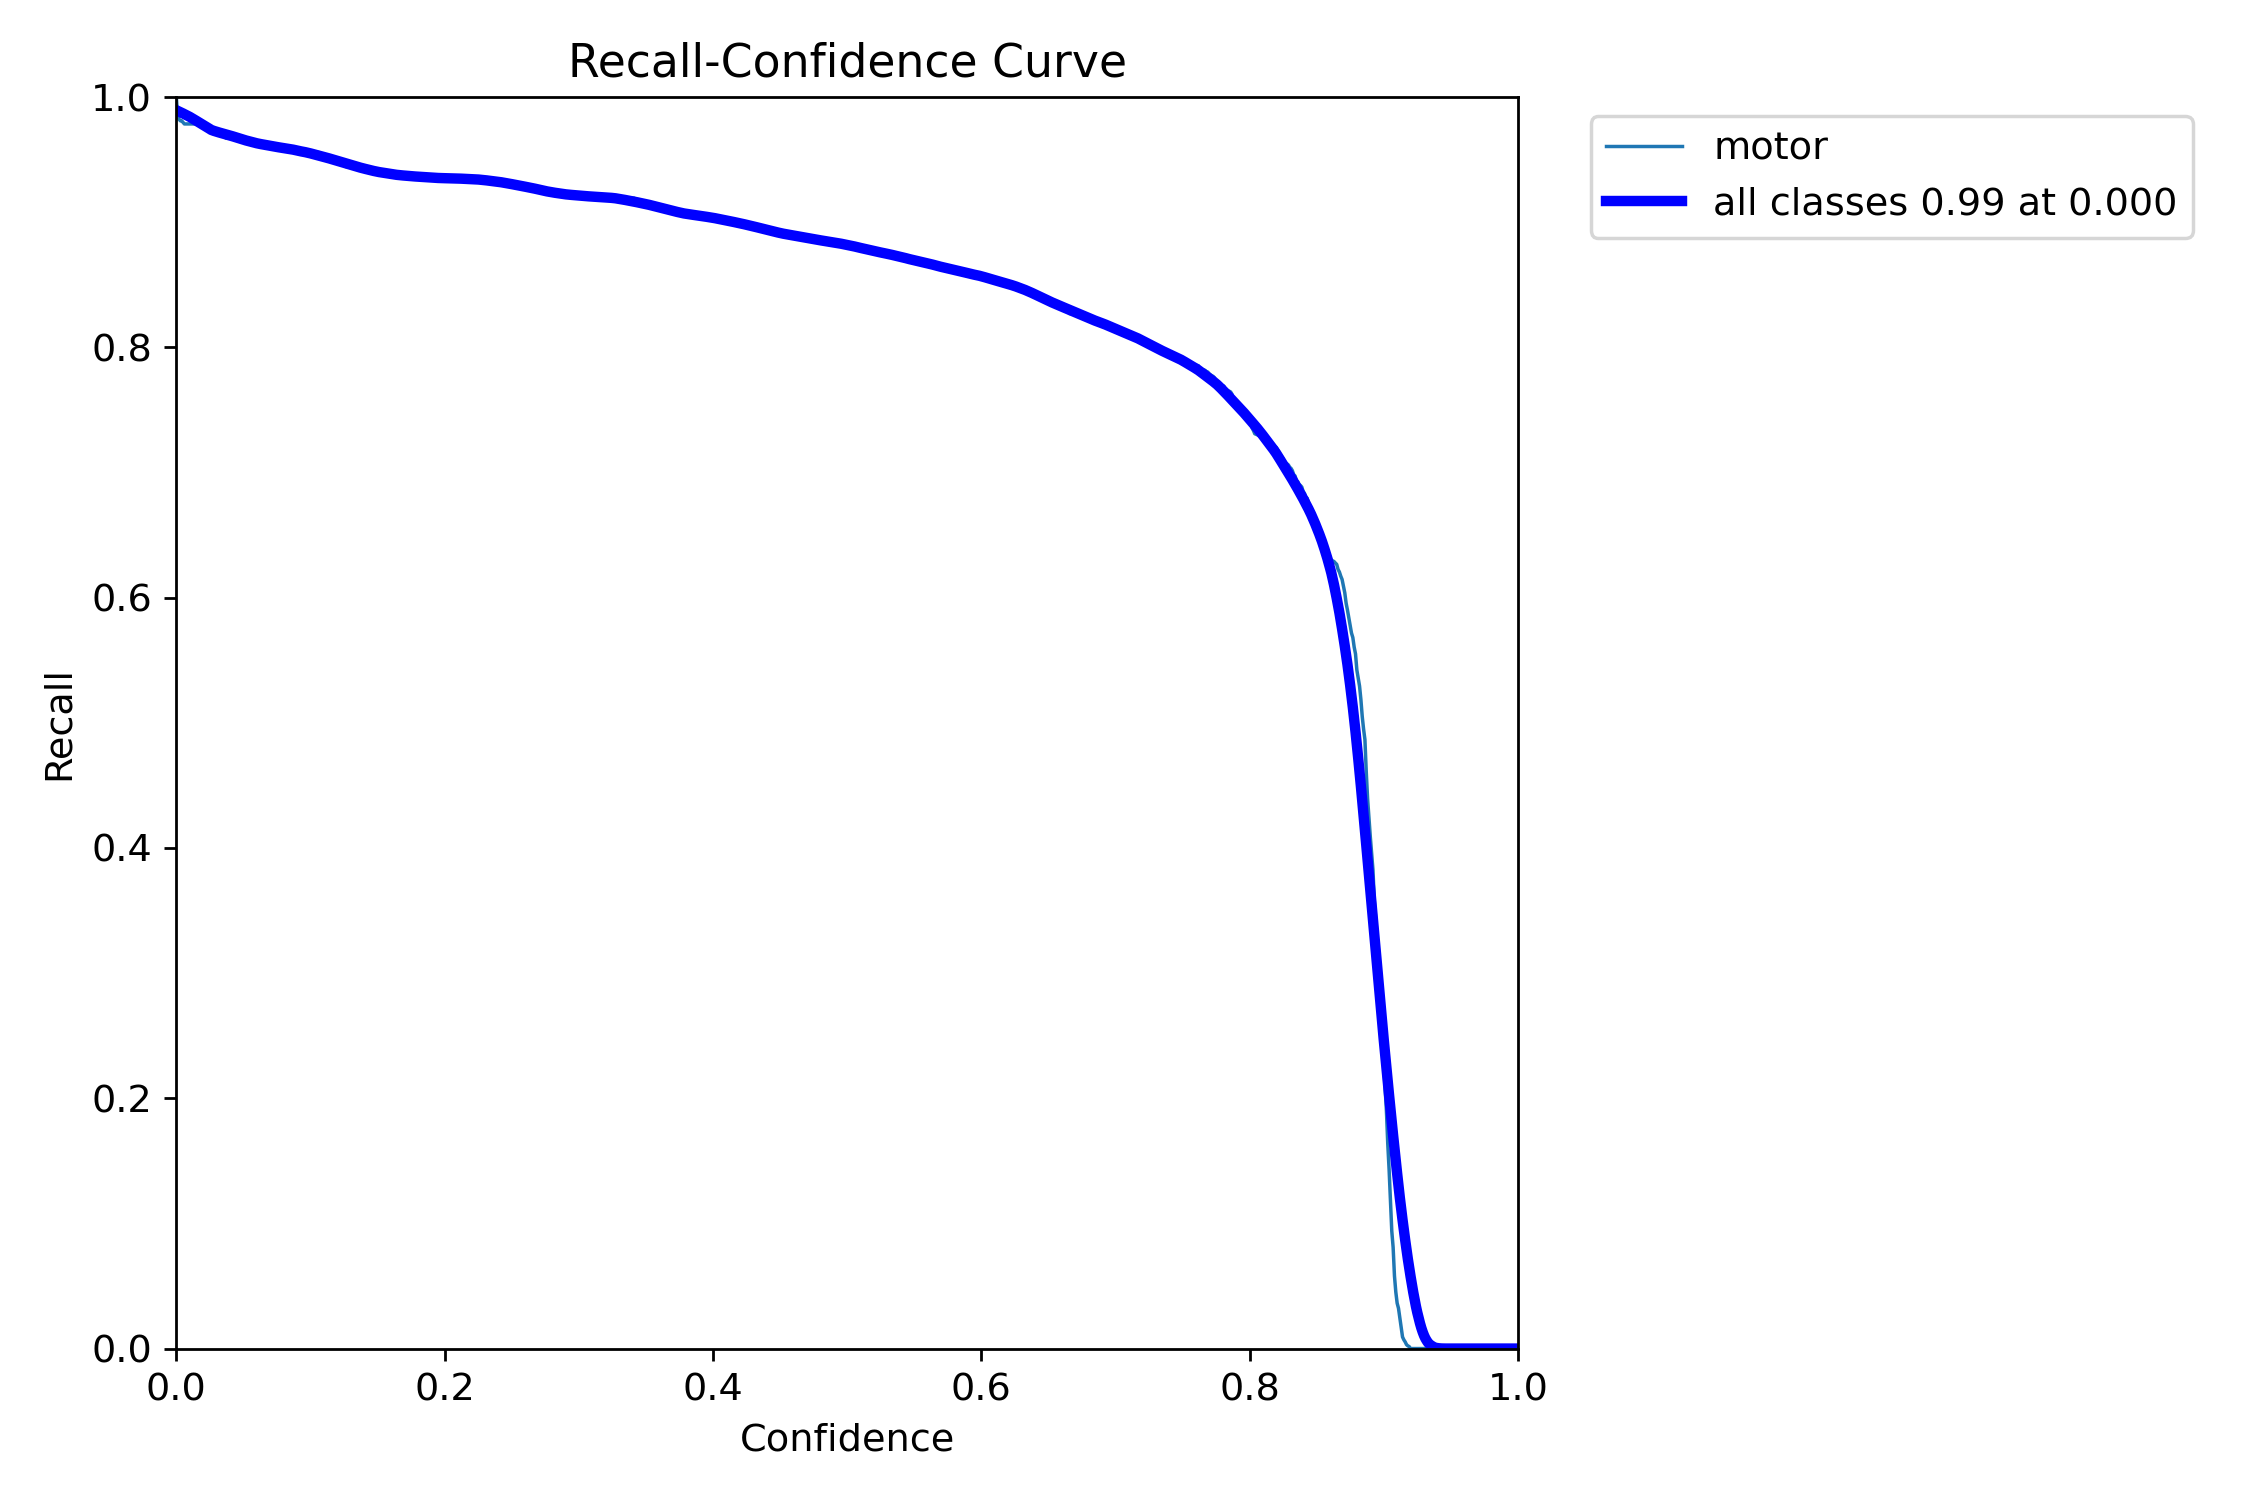 Recall-Confidence Curve
motor
all classes 0.99 at 0.000
1.0
0.8
0.6
0.4
0.2
0.0
Recall
0.0 0.2 0.4 0.6 0.8 1.0
Confidence